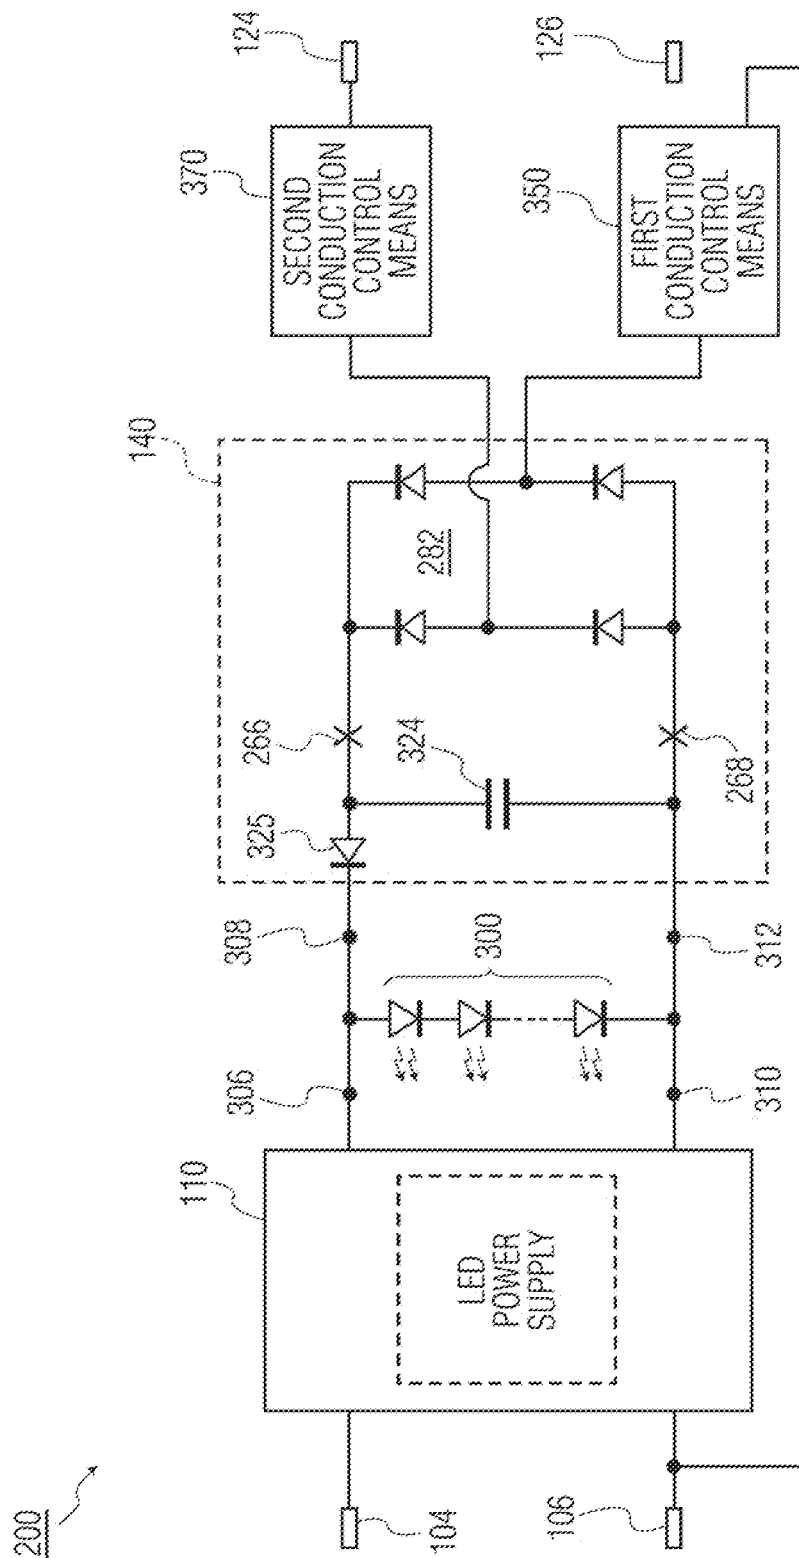 200
104
106
110
LED
POWER
SUPPLY
306
310
300
308
312
325
324
266
268
140
282
370
SECOND
CONDUCTION
CONTROL
MEANS
350
FIRST
CONDUCTION
CONTROL
MEANS
124
126